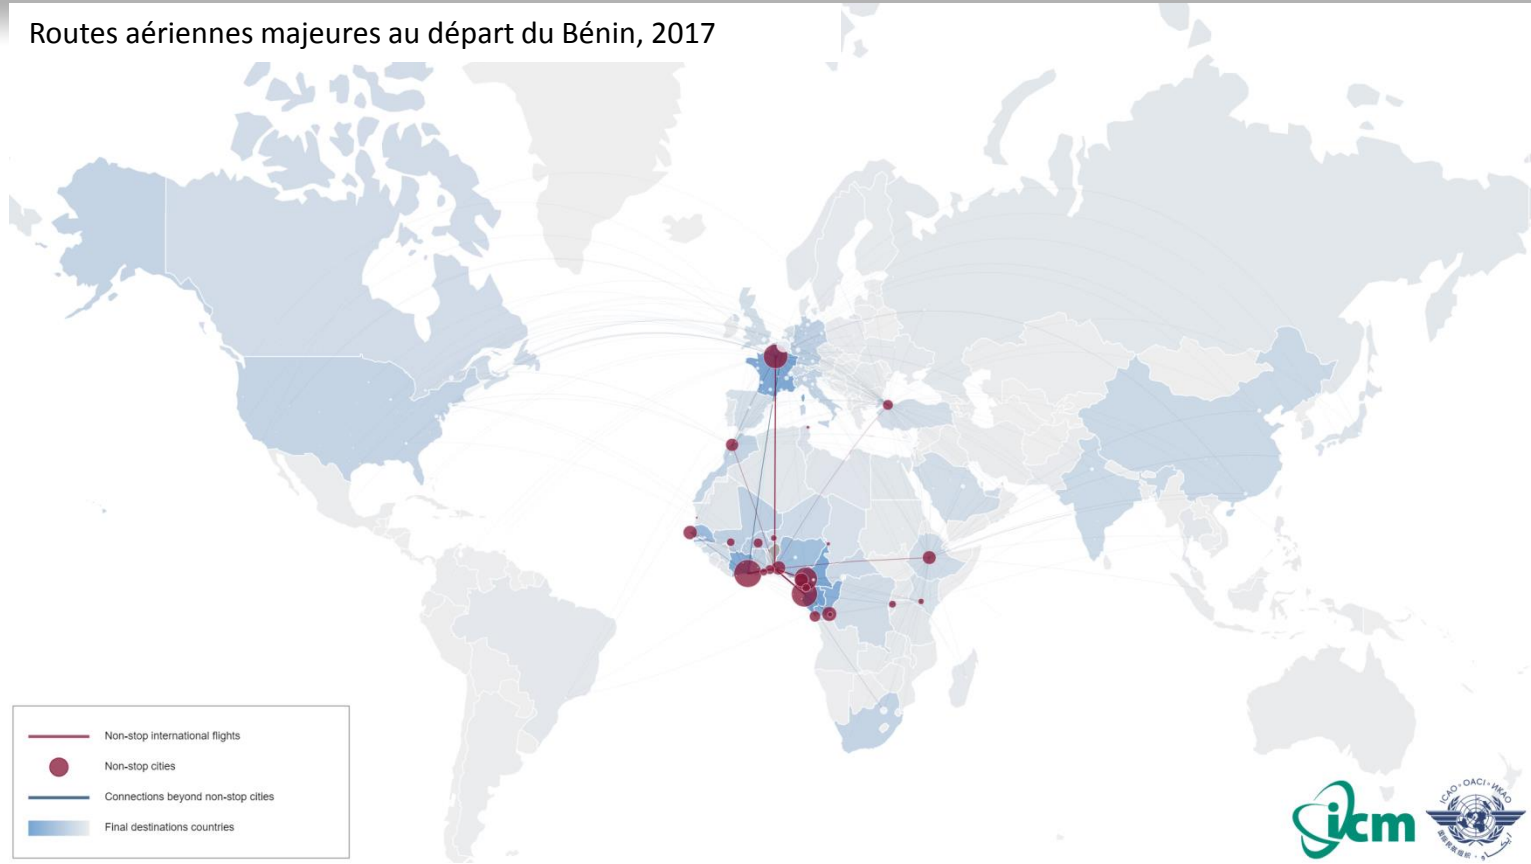 Routes aériennes majeures au départ du Bénin, 2017
Non-stop international flights
Non-stop cities
Connections beyond non-stop cities
Final destinations countries
icm
ICAO · OACI · ИКАО